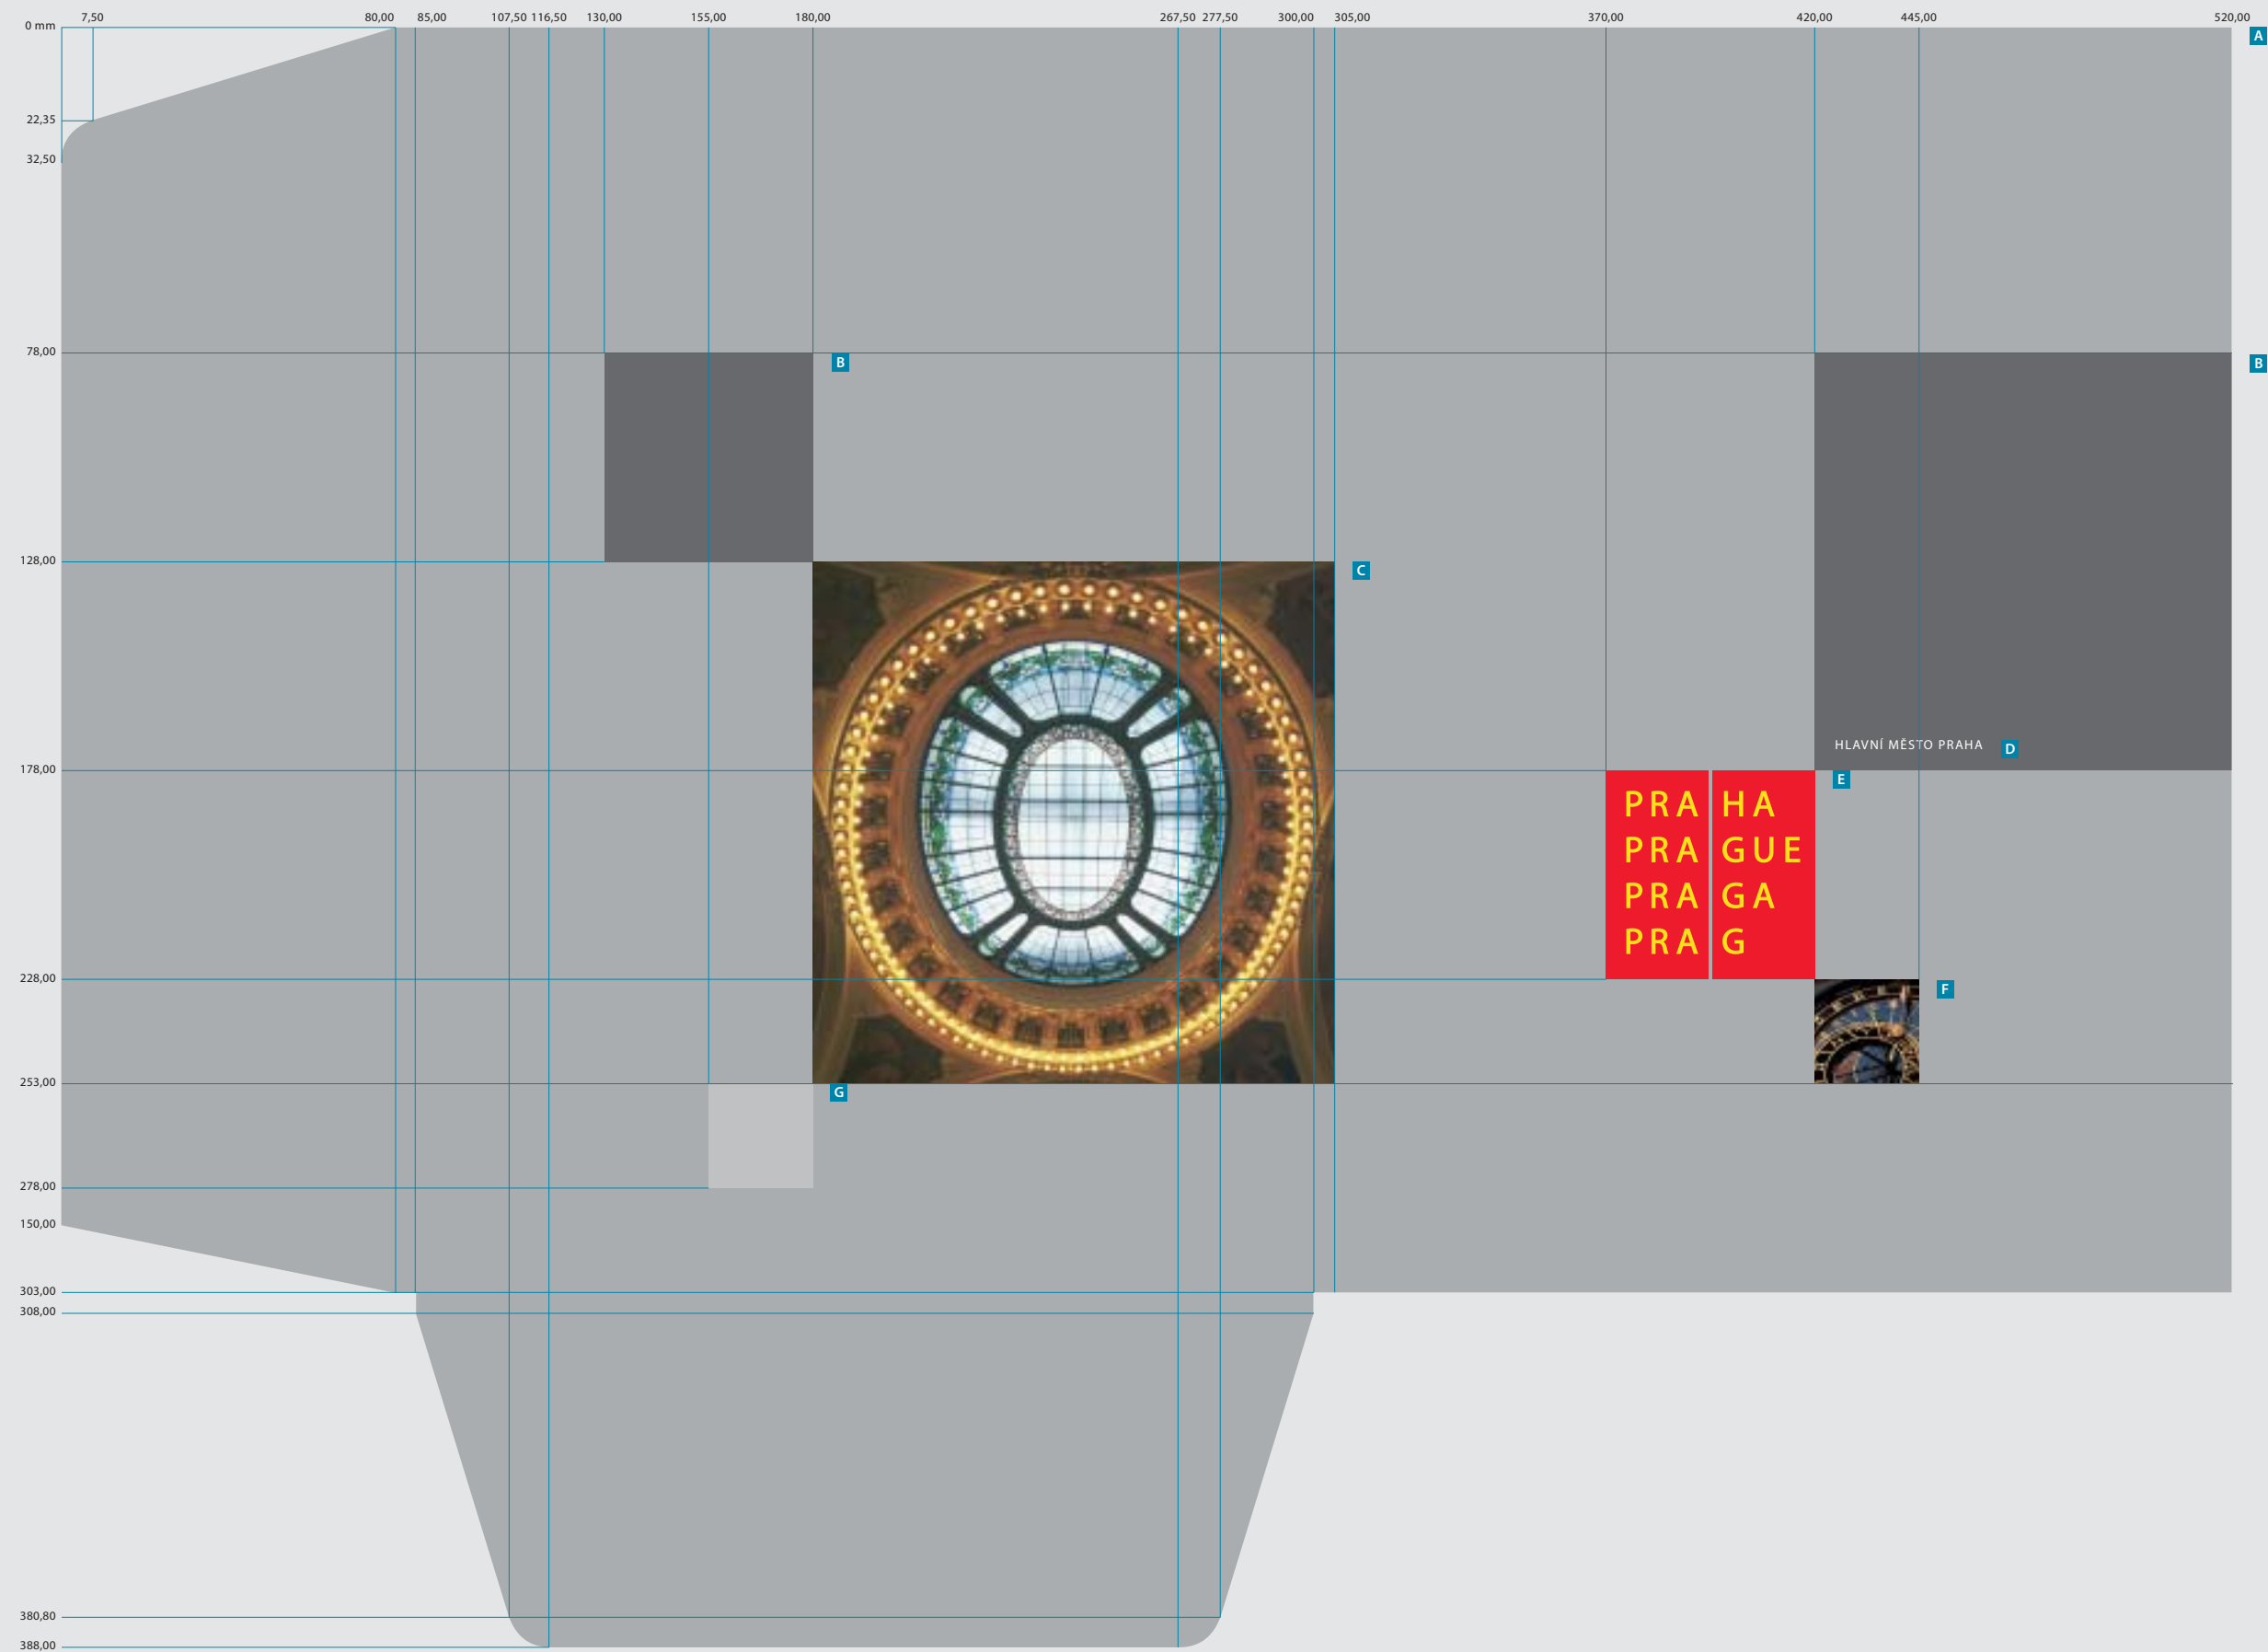 7,50 80,00 85,00 107,50 116,50 130,00 155,00 180,00 267,50 277,50 300,00 305,00 370,00 420,00 445,00 520,00
0 mm
A
22,35
32,50
78,00
B
B
128,00
C
HLAVNÍ MĚSTO PRAHA D
178,00
E
PRA HA
PRA GUE
PRA GA
PRA G
228,00
F
253,00
G
278,00
150,00
303,00
308,00
380,80
388,00